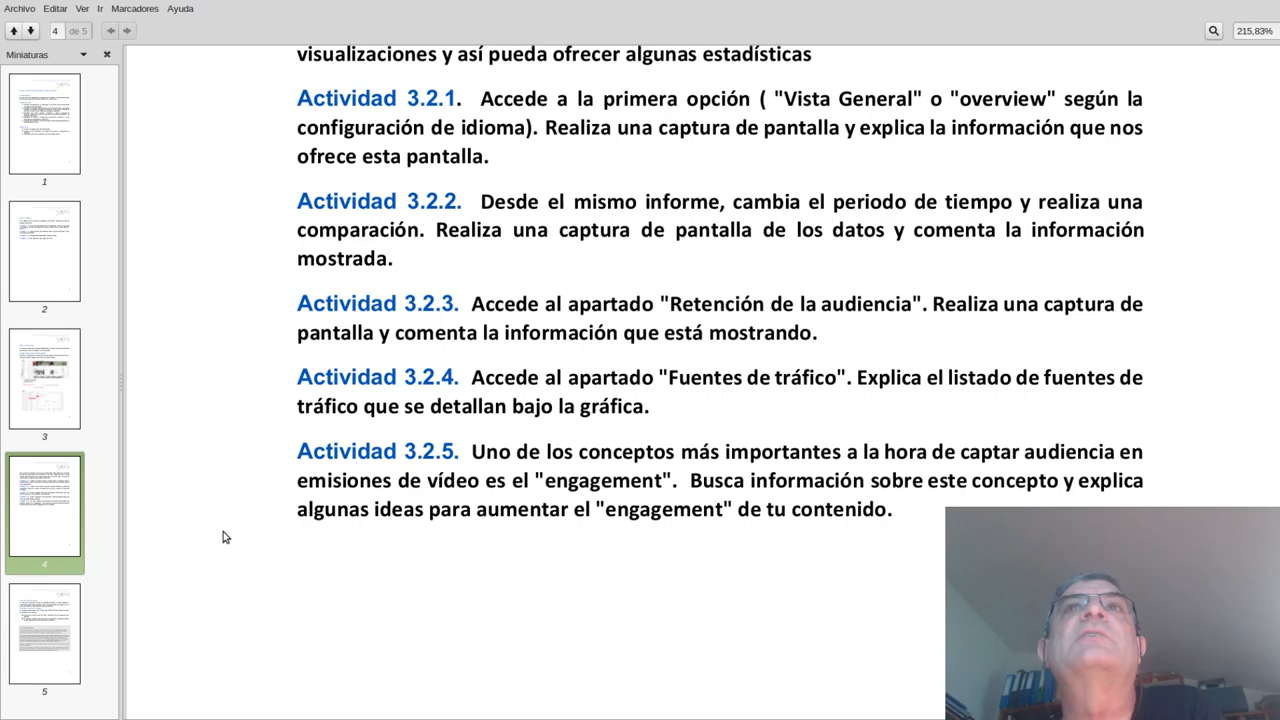 Archivo Editar Ver Ir Marcadores Ayuda
4 de 5 215,83%
Miniaturas
visualizaciones y así pueda ofrecer algunas estadísticas
Actividad 3.2.1. Accede a la primera opción ( "Vista General" o "overview" según la
configuración de idioma). Realiza una captura de pantalla y explica la información que nos
ofrece esta pantalla.
Actividad 3.2.2. Desde el mismo informe, cambia el periodo de tiempo y realiza una
comparación. Realiza una captura de pantalla de los datos y comenta la información
mostrada.
Actividad 3.2.3. Accede al apartado "Retención de la audiencia". Realiza una captura de
pantalla y comenta la información que está mostrando.
Actividad 3.2.4. Accede al apartado "Fuentes de tráfico". Explica el listado de fuentes de
tráfico que se detallan bajo la gráfica.
Actividad 3.2.5. Uno de los conceptos más importantes a la hora de captar audiencia en
emisiones de vídeo es el "engagement". Busca información sobre este concepto y explica
algunas ideas para aumentar el "engagement" de tu contenido.
1
2
3
4
5